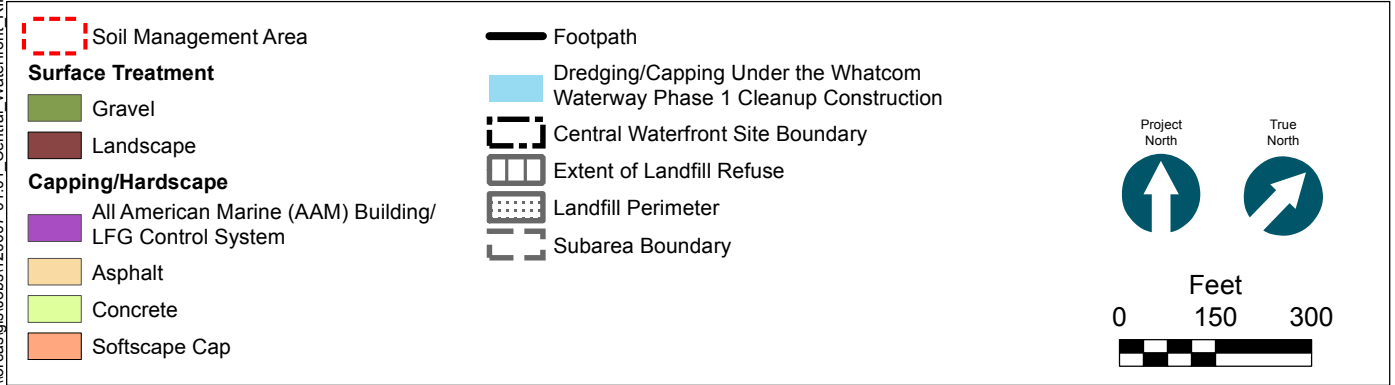 Soil Management Area
Surface Treatment
Gravel
Landscape
Capping/Hardscape
All American Marine (AAM) Building/
LFG Control System
Asphalt
Concrete
Softscape Cap
Footpath
Dredging/Capping Under the Whatcom
Waterway Phase 1 Cleanup Construction
Central Waterfront Site Boundary
Extent of Landfill Refuse
Landfill Perimeter
Subarea Boundary
Project
North
True
North
Feet
0 150 300